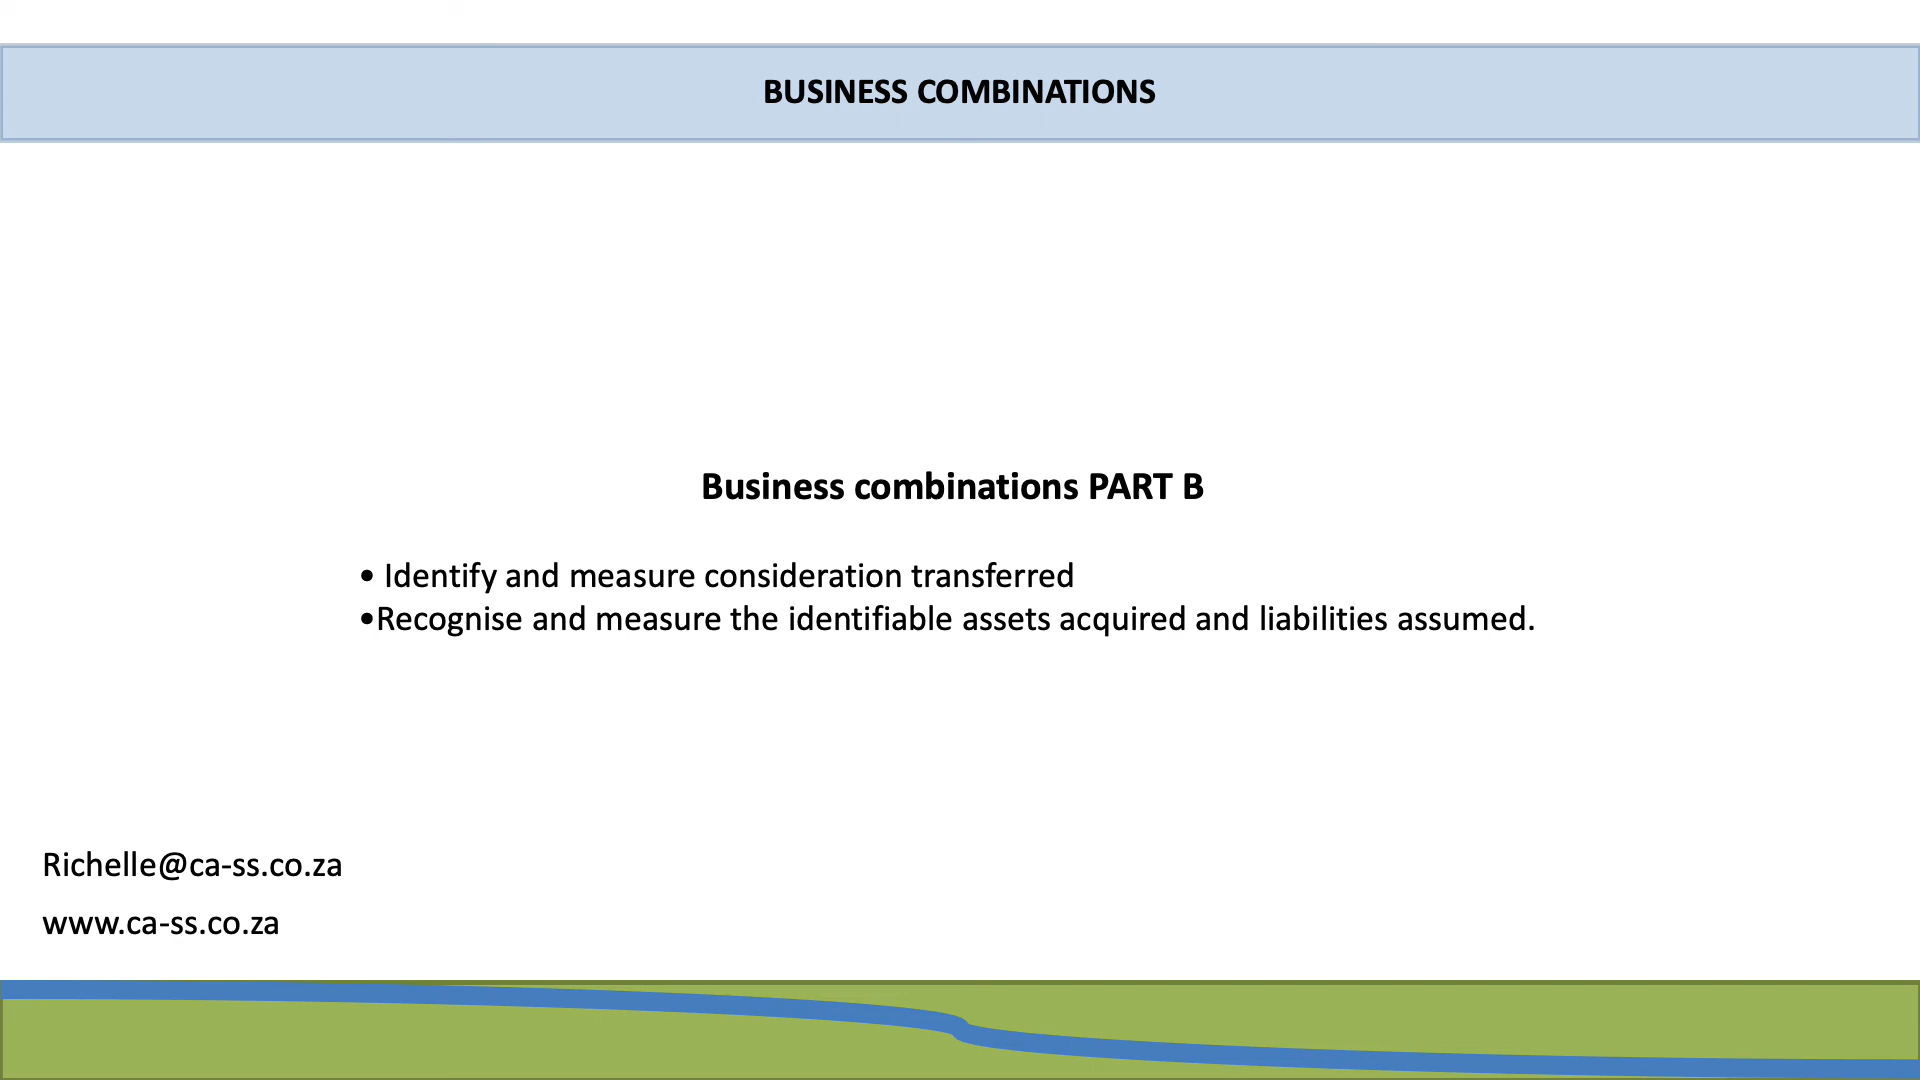 BUSINESS COMBINATIONS
Business combinations PART B
• Identify and measure consideration transferred
•Recognise and measure the identifiable assets acquired and liabilities assumed.
Richelle@ca-ss.co.za
www.ca-ss.co.za